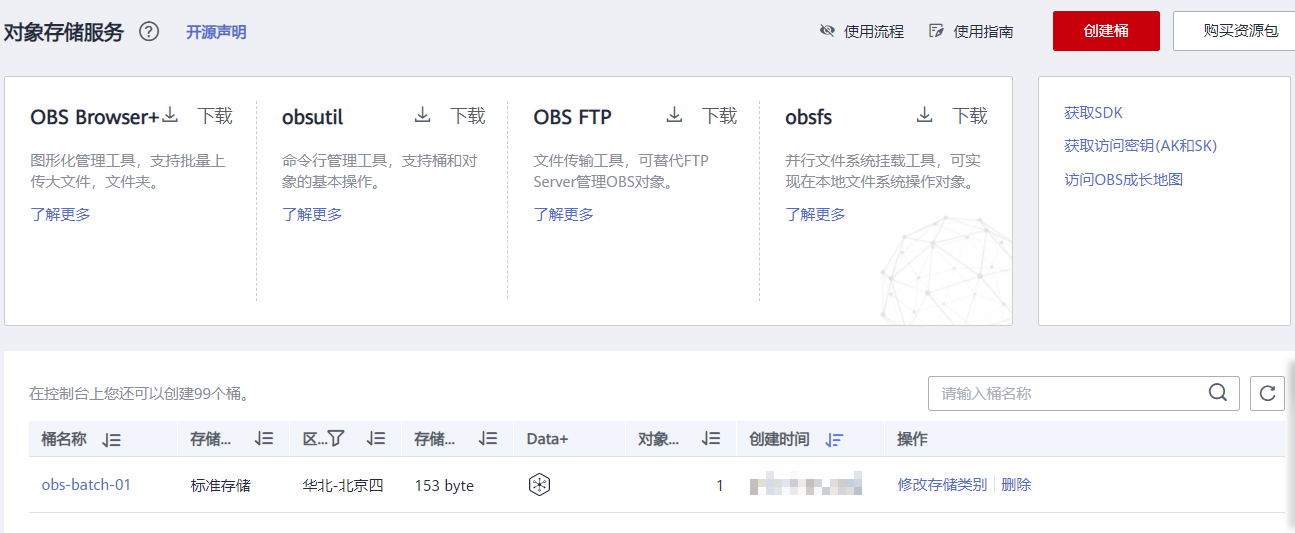 对象存储服务 ? 开源声明 使用流程 使用指南 创建桶 购买资源包
OBS Browser+ 下载
图形化管理工具，支持批量上
传大文件，文件夹。
了解更多
obsutil 下载
命令行管理工具，支持桶和对
象的基本操作。
了解更多
OBS FTP 下载
文件传输工具，可替代FTP
Server管理OBS对象。
了解更多
obsfs 下载
并行文件系统挂载工具，可实
现在本地文件系统操作对象。
了解更多
获取SDK
获取访问密钥(AK和SK)
访问OBS成长地图
在控制台上您还可以创建99个桶。 请输入桶名称
桶名称 存储... 区... 存储... Data+ 对象... 创建时间 操作
obs-batch-01 标准存储 华北-北京四 153 byte 1 修改存储类别 删除